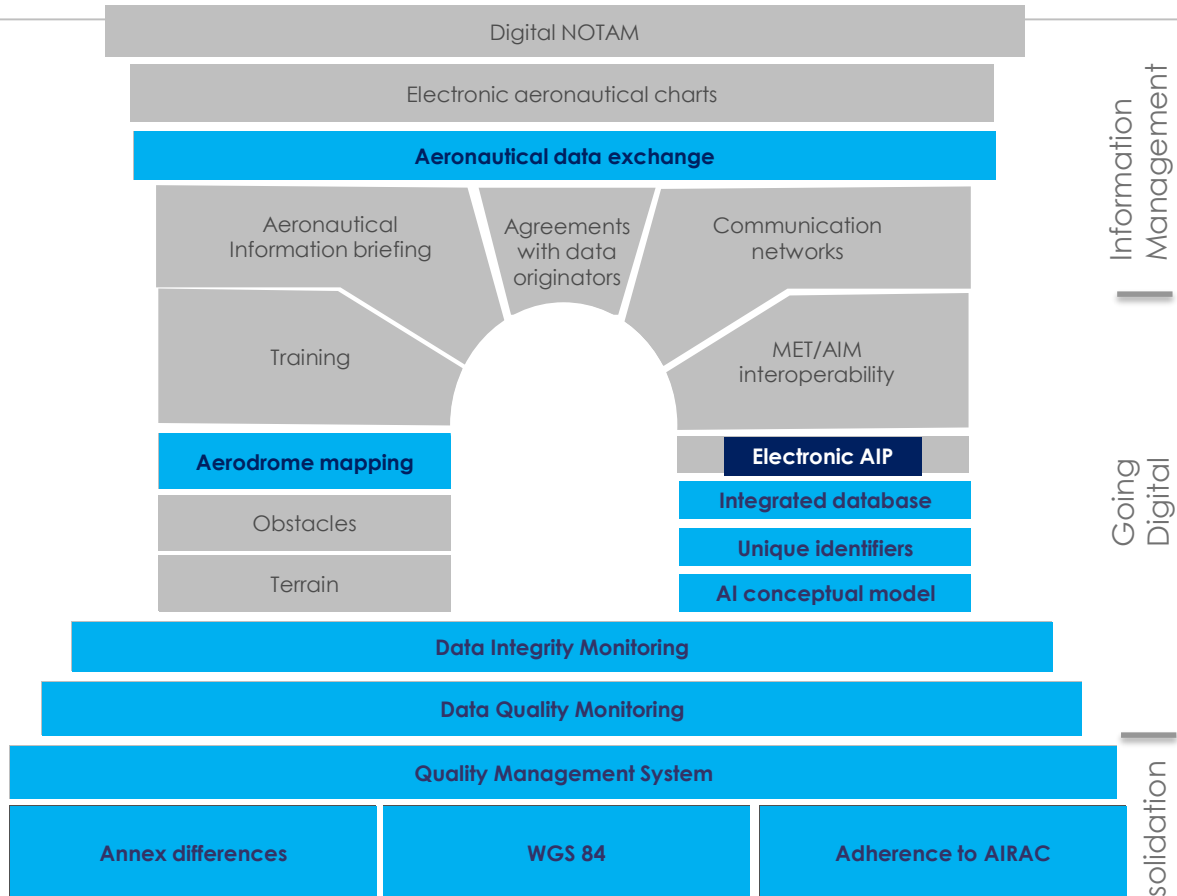 Digital NOTAM
Electronic aeronautical charts
Aeronautical data exchange
Aeronautical
Information briefing
Agreements
with data
originators
Communication
networks
Training
MET/AIM
interoperability
Aerodrome mapping
Electronic AIP
Obstacles
Integrated database
Terrain
Unique identifiers
AI conceptual model
Data Integrity Monitoring
Data Quality Monitoring
Quality Management System
Annex differences
WGS 84
Adherence to AIRAC
Information
Management
Going
Digital
solidation